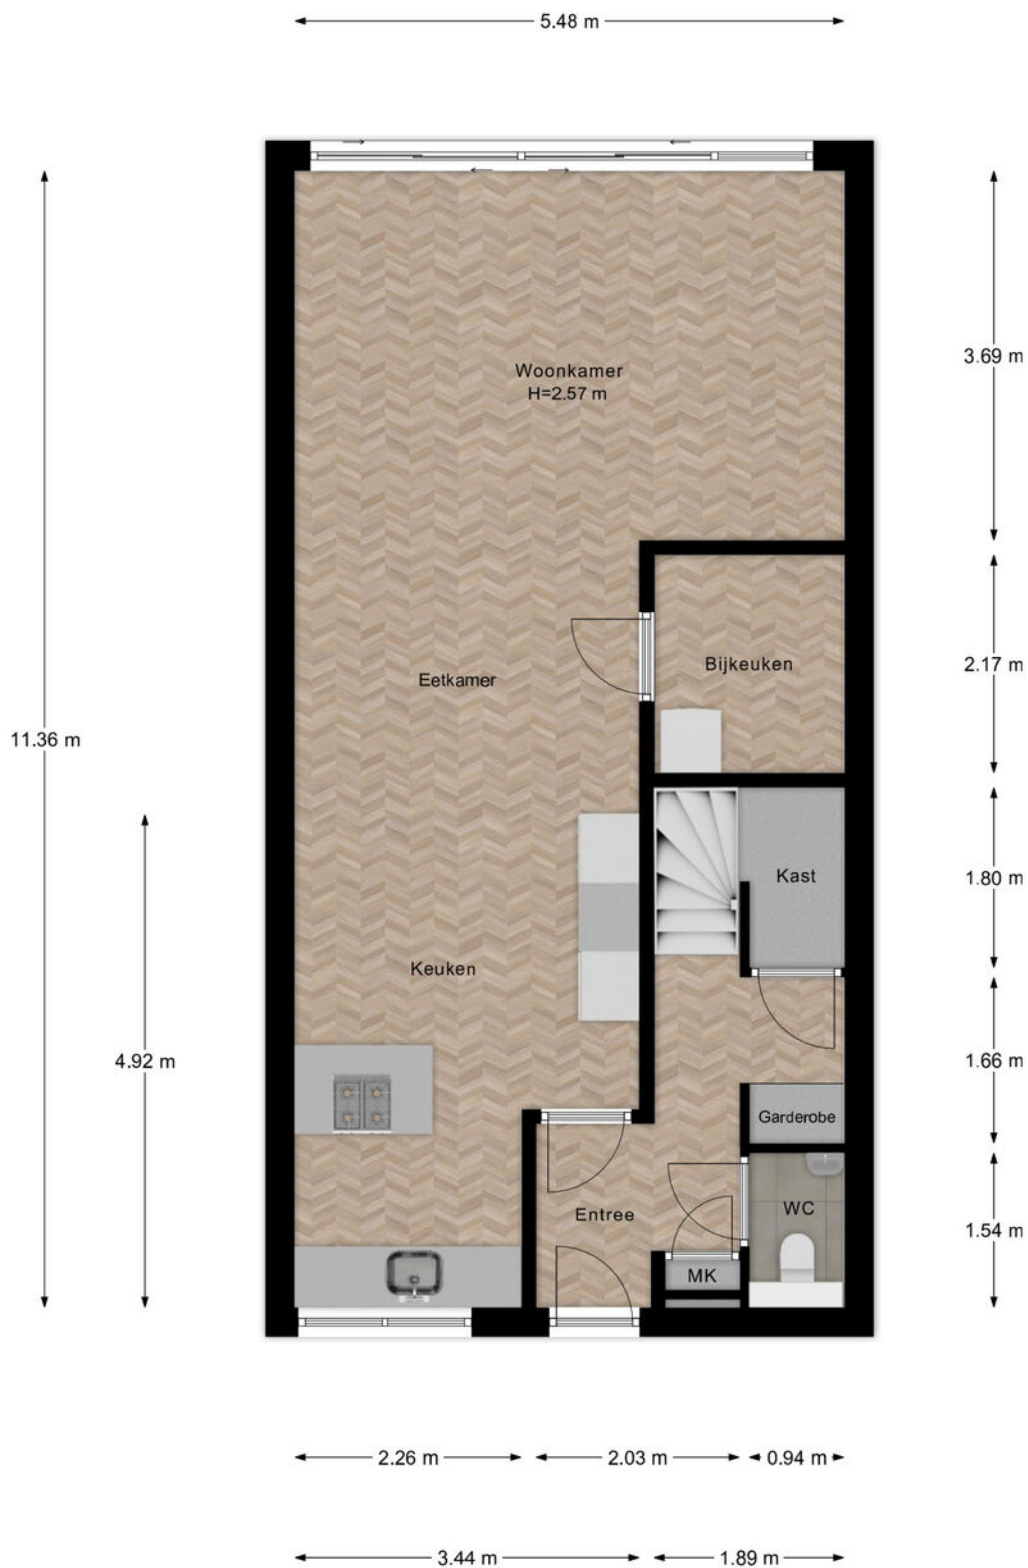 5.48 m
Woonkamer
H=2.57 m
3.69 m
Bijkeuken
2.17 m
Eetkamer
11.36 m
Kast
1.80 m
Keuken
4.92 m
1.66 m
Garderobe
WC
Entree
1.54 m
MK
2.26 m
2.03 m
0.94 m
3.44 m
1.89 m